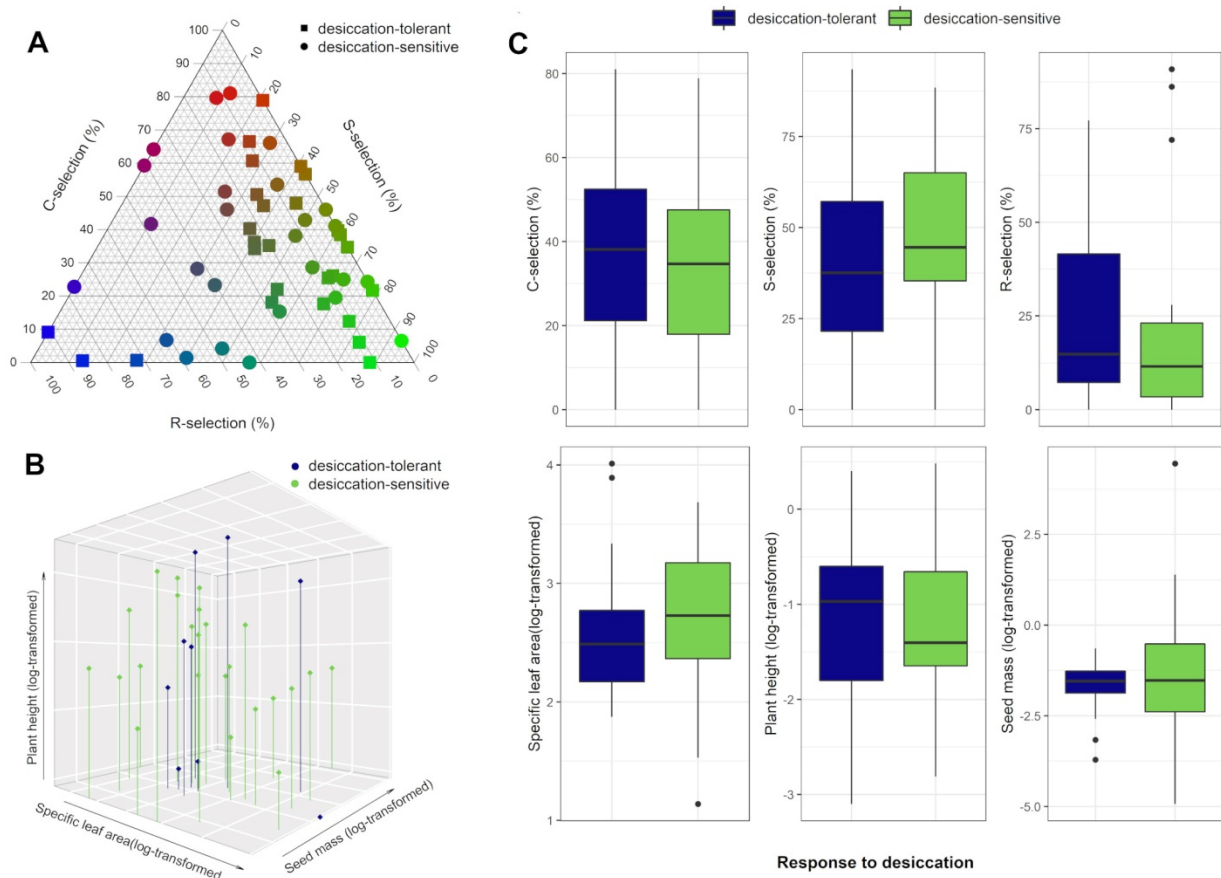 A
desiccation-tolerant
desiccation-sensitive
100
90
80
70
60
50
40
30
20
10
0
C-selection (%)
0
10
20
30
40
50
60
70
80
90
100
S-selection (%)
100
90
80
70
60
50
40
30
20
10
0
R-selection (%)
B
desiccation-tolerant
desiccation-sensitive
Plant height (log-transformed)
Specific leaf area(log-transformed
Seed mass (log-transformed)
C
desiccation-tolerant
desiccation-sensitive
C-selection (%)
80
60
40
20
0
S-selection (%)
75
50
25
0
R-selection (%)
75
50
25
0
Specific leaf area(log-transformed)
4
3
2
1
Plant height (log-transformed)
0
-1
-2
-3
Seed mass (log-transformed)
2.5
0.0
-2.5
-5.0
Response to desiccation